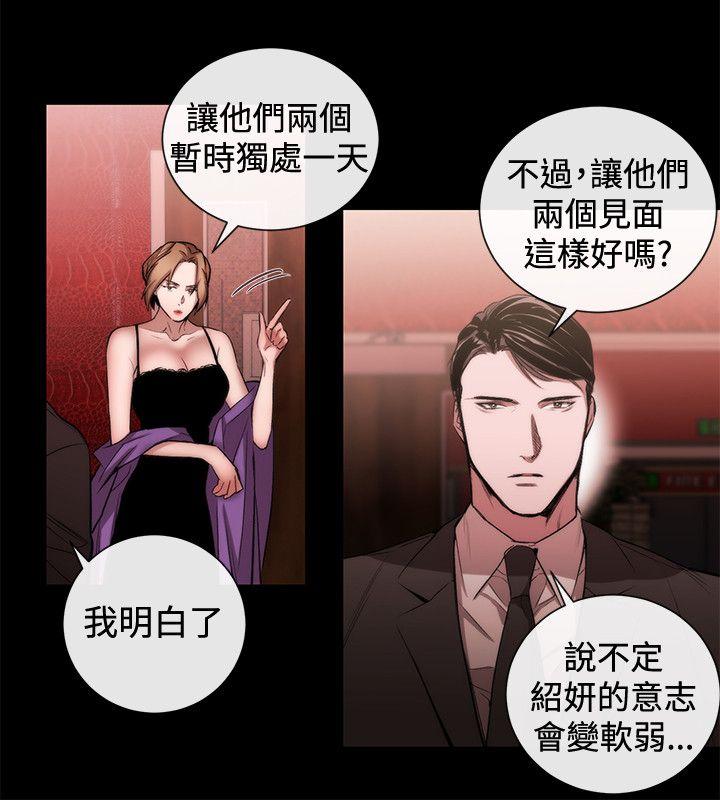 讓他們兩個
暫時獨處一天
我明白了
不過，讓他們
兩個見面
這樣好嗎?
說不定
紹妍的意志
會變軟弱...